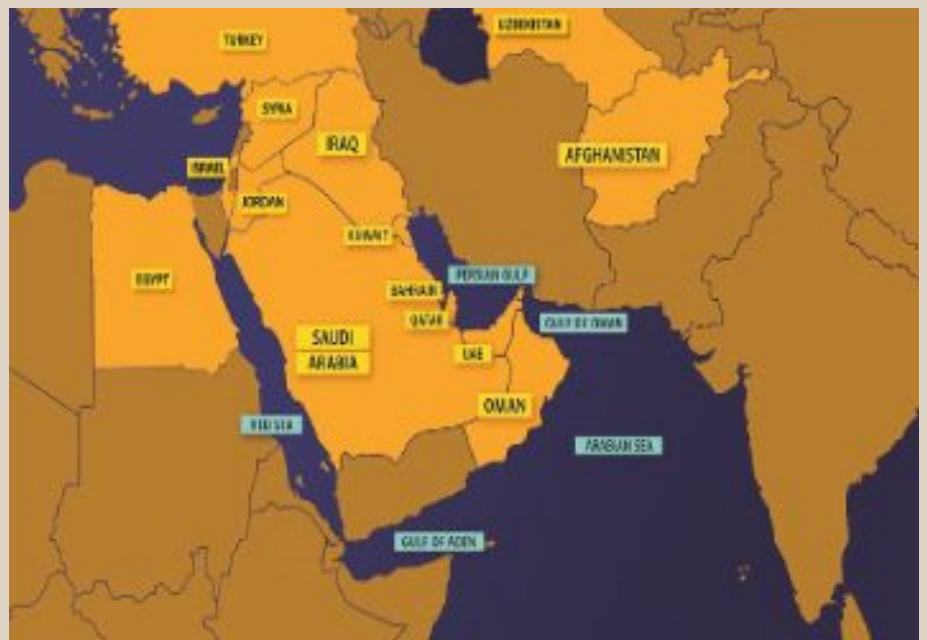 UZBEKISTAN
TURKEY
SYRIA
IRAQ
AFGHANISTAN
ISRAEL
JORDAN
KUWAIT
EGYPT
PERSIAN GULF
BAHRAIN
QATAR
GULF OF OMAN
SAUDI
ARABIA
UAE
OMAN
RED SEA
ARABIAN SEA
GULF OF ADEN